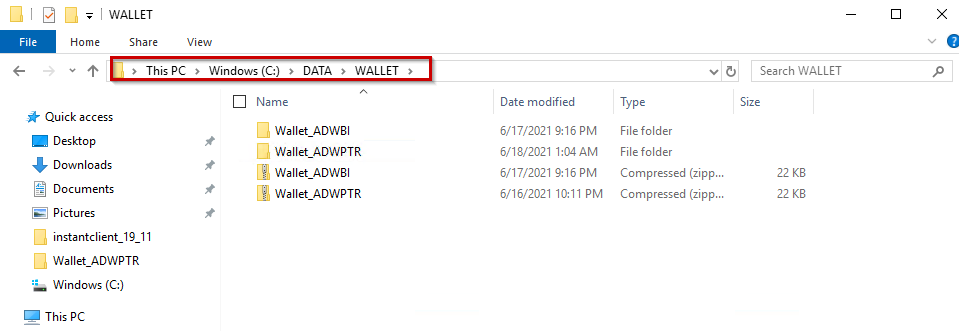 WALLET
File Home Share View
This PC Windows (C:) DATA WALLET Search WALLET
Name Date modified Type Size
Quick access
Desktop
Downloads
Documents
Pictures
instantclient_19_11
Wallet_ADWPTR
Windows (C:)
This PC
Wallet_ADWBI 6/17/2021 9:16 PM File folder
Wallet_ADWPTR 6/18/2021 1:04 AM File folder
Wallet_ADWBI 6/17/2021 9:16 PM Compressed (zipp... 22 KB
Wallet_ADWPTR 6/16/2021 10:11 PM Compressed (zipp... 22 KB